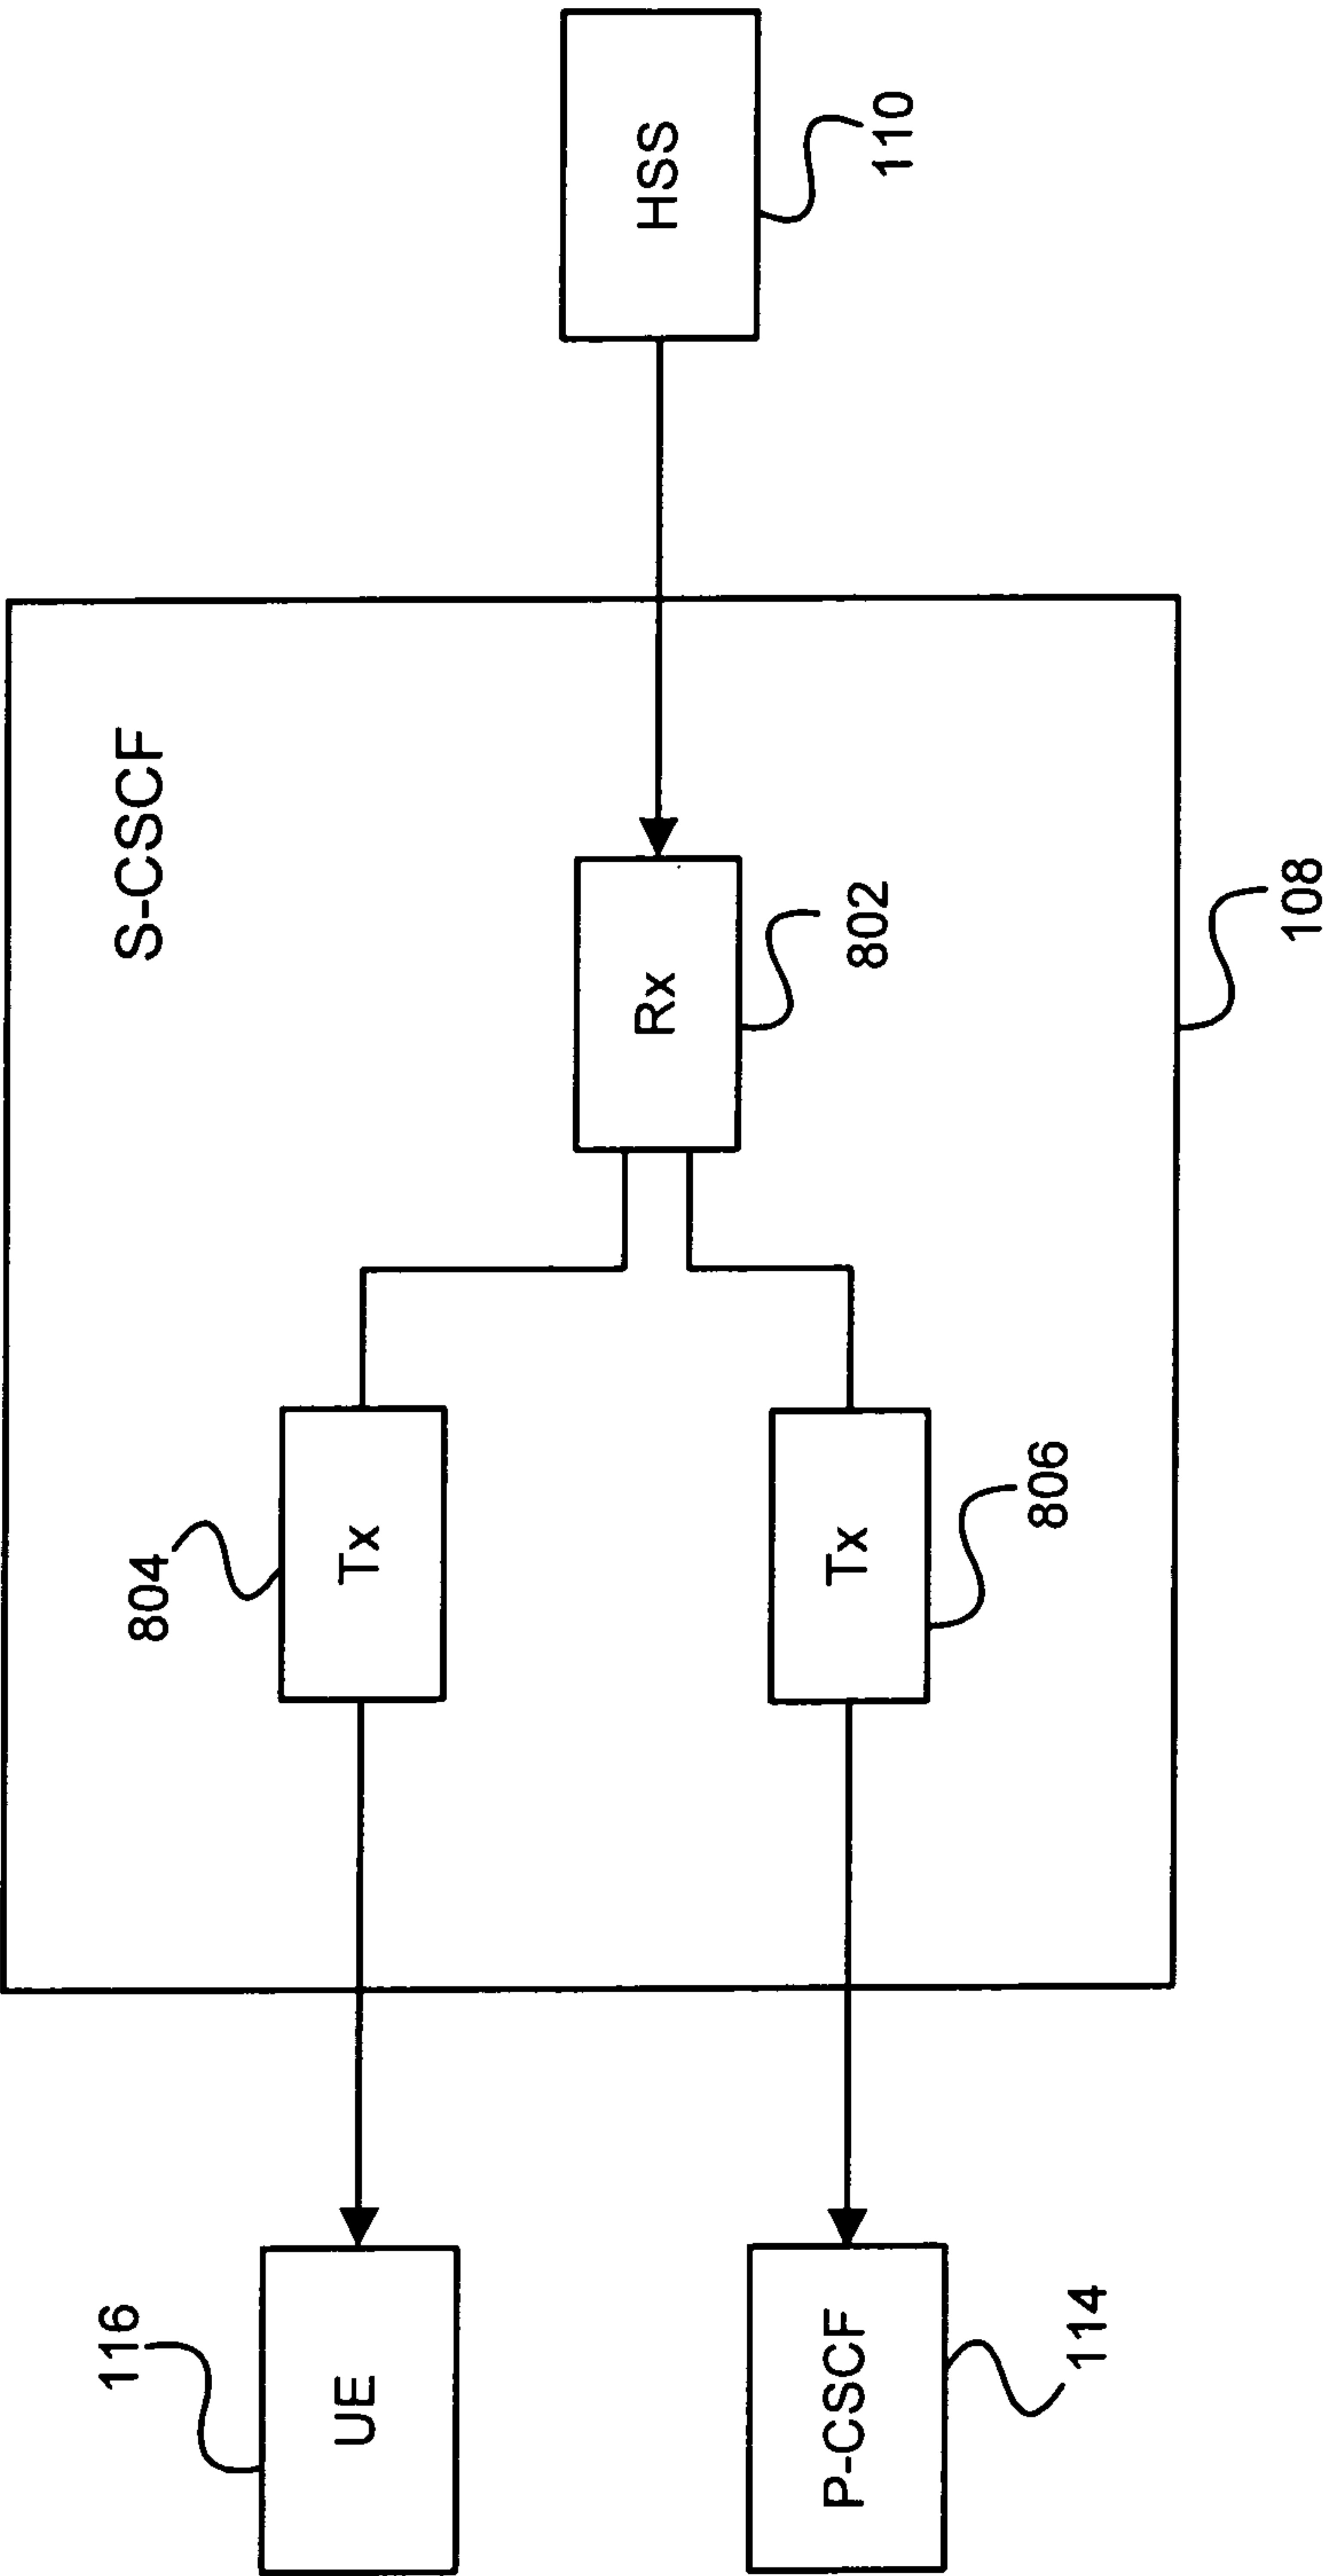 S-CSCF
116
UE
804
Tx
Rx
802
HSS
110
P-CSCF
114
Tx
806
108